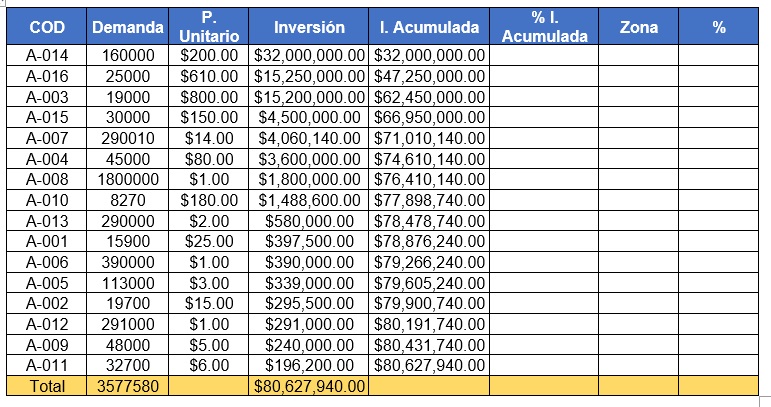 COD Demanda P. Unitario Inversión I. Acumulada % I. Acumulada Zona %
A-014 160000 $200.00 $32,000,000.00 $32,000,000.00
A-016 25000 $610.00 $15,250,000.00 $47,250,000.00
A-003 19000 $800.00 $15,200,000.00 $62,450,000.00
A-015 30000 $150.00 $4,500,000.00 $66,950,000.00
A-007 290010 $14.00 $4,060,140.00 $71,010,140.00
A-004 45000 $80.00 $3,600,000.00 $74,610,140.00
A-008 1800000 $1.00 $1,800,000.00 $76,410,140.00
A-010 8270 $180.00 $1,488,600.00 $77,898,740.00
A-013 290000 $2.00 $580,000.00 $78,478,740.00
A-001 15900 $25.00 $397,500.00 $78,876,240.00
A-006 390000 $1.00 $390,000.00 $79,266,240.00
A-005 113000 $3.00 $339,000.00 $79,605,240.00
A-002 19700 $15.00 $295,500.00 $79,900,740.00
A-012 291000 $1.00 $291,000.00 $80,191,740.00
A-009 48000 $5.00 $240,000.00 $80,431,740.00
A-011 32700 $6.00 $196,200.00 $80,627,940.00
Total 3577580 $80,627,940.00